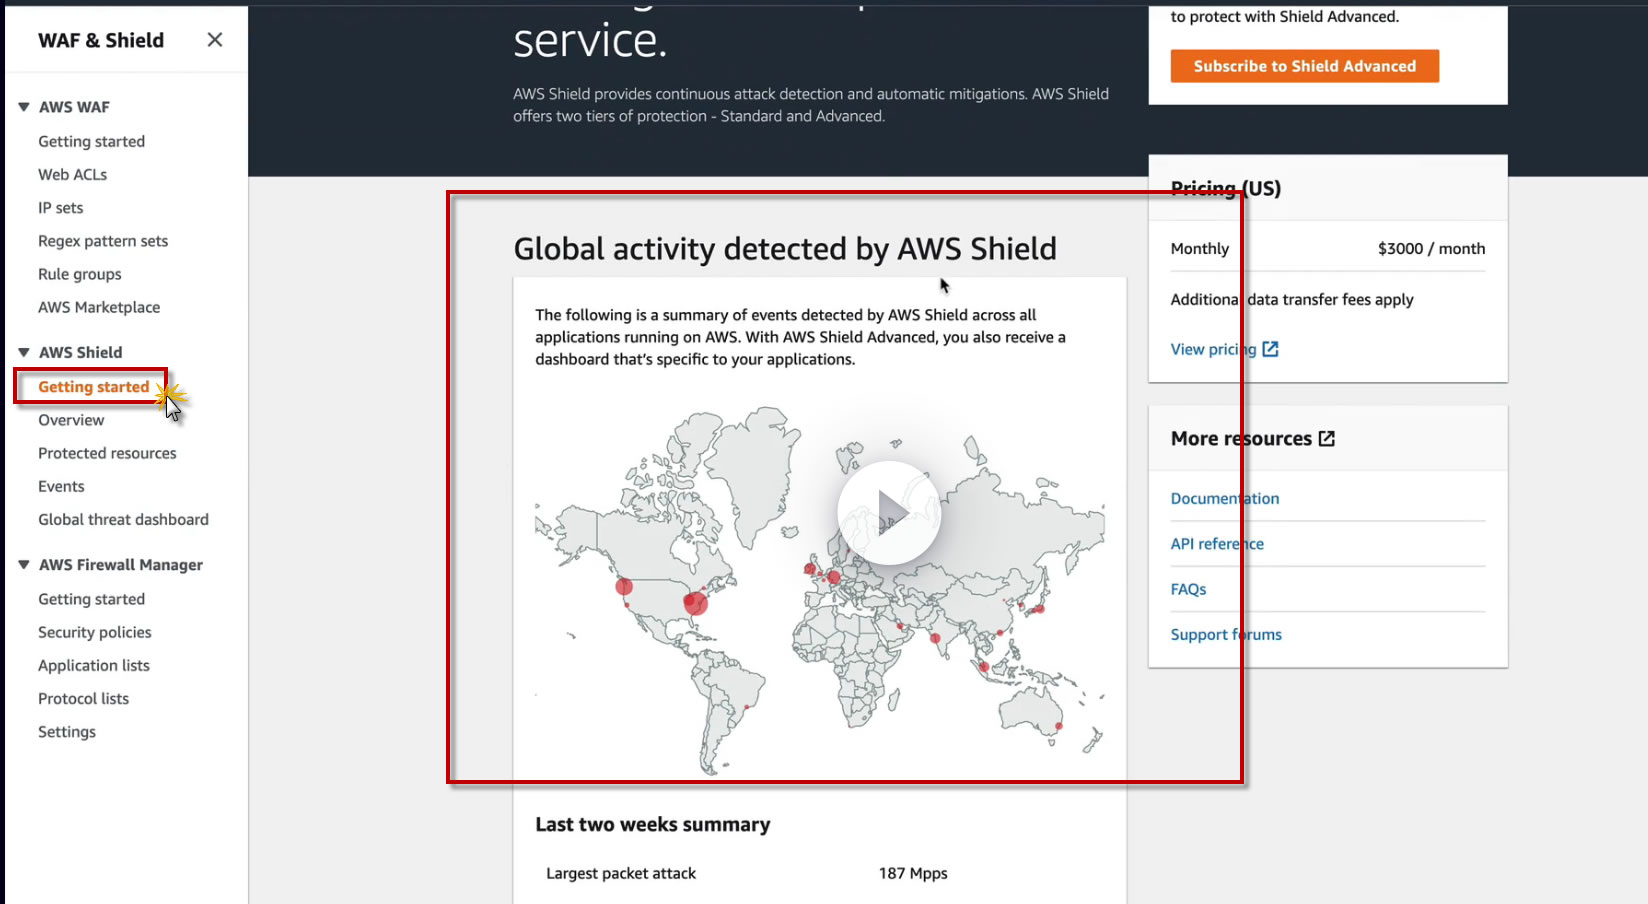 WAF & Shield
AWS WAF
Getting started
Web ACLs
IP sets
Regex pattern sets
Rule groups
AWS Marketplace
AWS Shield
Getting started
Overview
Protected resources
Events
Global threat dashboard
AWS Firewall Manager
Getting started
Security policies
Application lists
Protocol lists
Settings
service.
AWS Shield provides continuous attack detection and automatic mitigations. AWS Shield
offers two tiers of protection - Standard and Advanced.
Global activity detected by AWS Shield
The following is a summary of events detected by AWS Shield across all
applications running on AWS. With AWS Shield Advanced, you also receive a
dashboard that's specific to your applications.
Last two weeks summary
Largest packet attack 187 Mpps
to protect with Shield Advanced.
Subscribe to Shield Advanced
Pricing (US)
Monthly $3000 / month
Additional data transfer fees apply
View pricing
More resources
Documentation
API reference
FAQs
Support forums